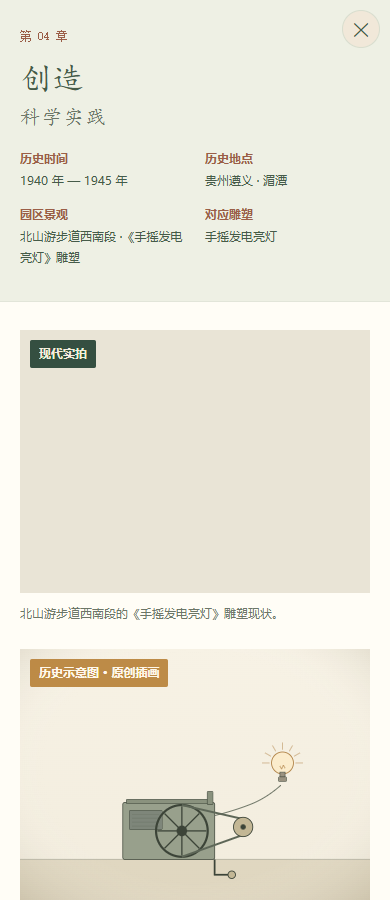 第 04 章
创造
科学实践
历史时间
1940 年 — 1945 年
历史地点
贵州遵义 · 湄潭
园区景观
北山游步道西南段 ·《手摇发电
亮灯》雕塑
对应雕塑
手摇发电亮灯
现代实拍
北山游步道西南段的《手摇发电亮灯》雕塑现状。
历史示意图 · 原创插画